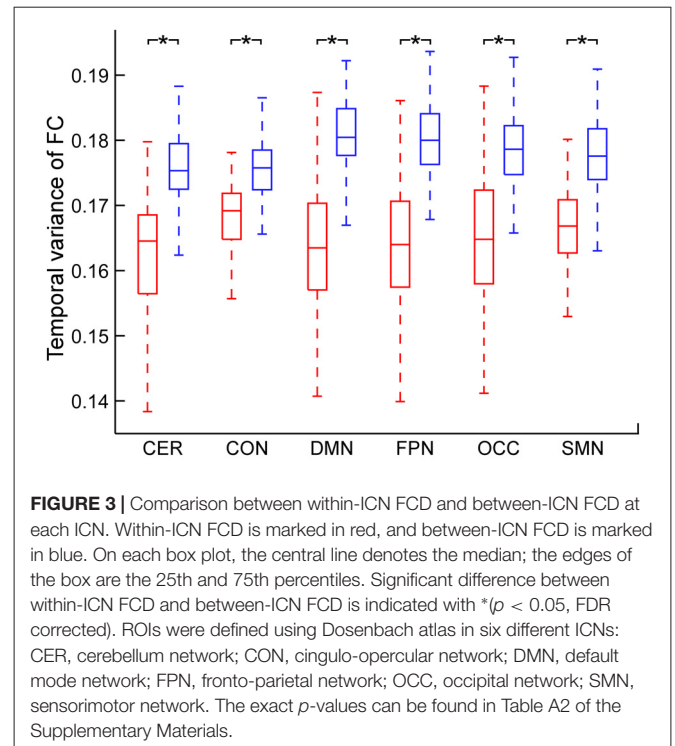 * * * * * *
Temporal variance of FC
0.19
0.18
0.17
0.16
0.15
0.14
CER CON DMN FPN OCC SMN
FIGURE 3 | Comparison between within-ICN FCD and between-ICN FCD at
each ICN. Within-ICN FCD is marked in red, and between-ICN FCD is marked
in blue. On each box plot, the central line denotes the median; the edges of
the box are the 25th and 75th percentiles. Significant difference between
within-ICN FCD and between-ICN FCD is indicated with *(p < 0.05, FDR
corrected). ROIs were defined using Dosenbach atlas in six different ICNs:
CER, cerebellum network; CON, cingulo-opercular network; DMN, default
mode network; FPN, fronto-parietal network; OCC, occipital network; SMN,
sensorimotor network. The exact p-values can be found in Table A2 of the
Supplementary Materials.